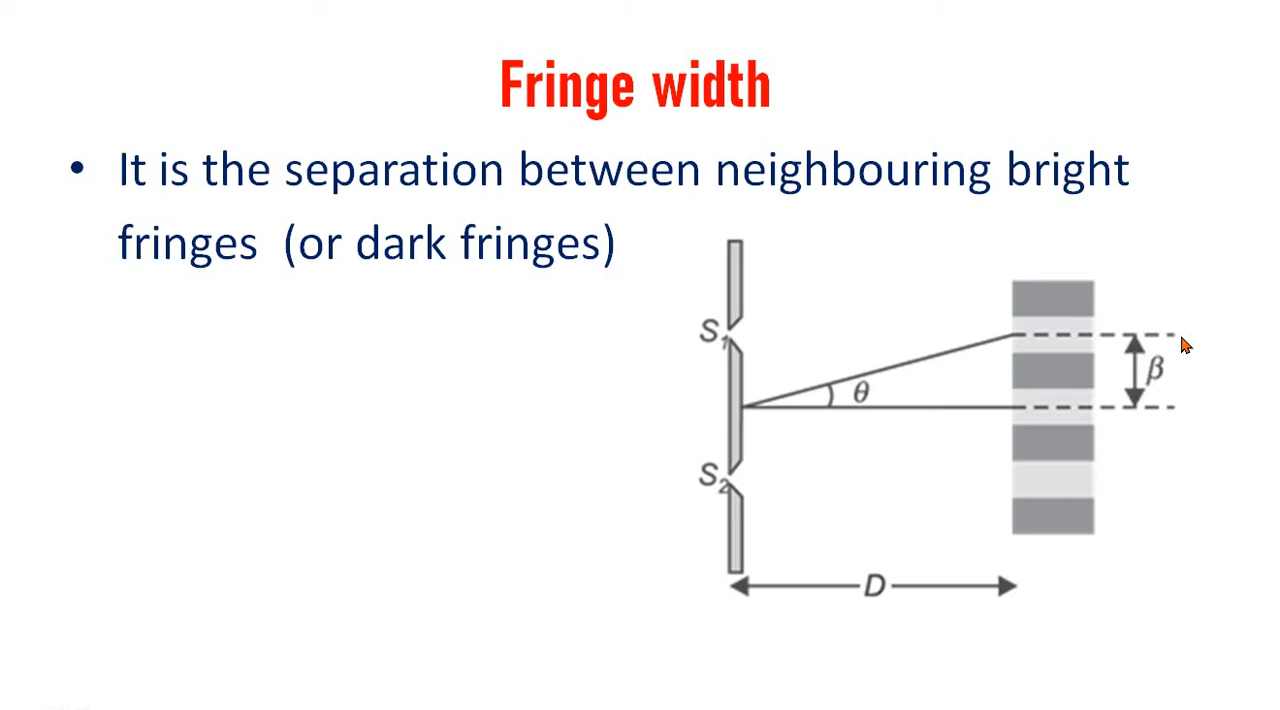 Fringe width
• It is the separation between neighbouring bright
fringes (or dark fringes)
S₁
θ
β
S₂
D